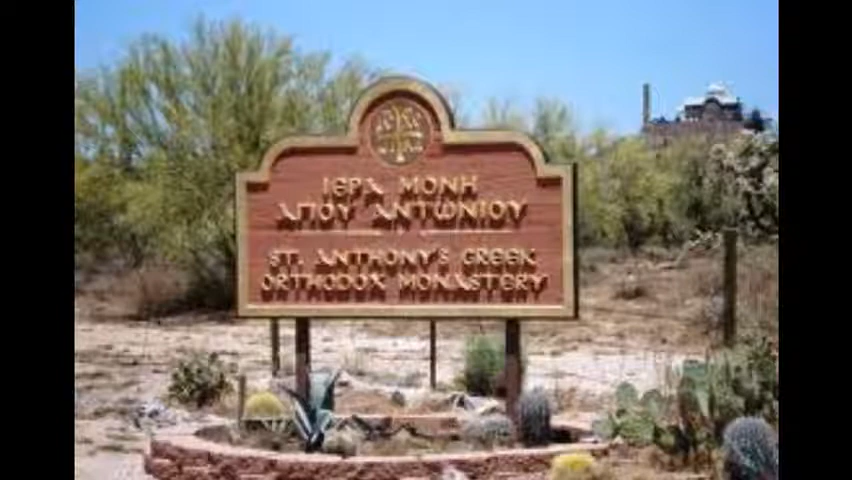 ΙΕΡΑ ΜΟΝΗ
ΑΓΙΟΥ ΑΝΤΩΝΙΟΥ
ST. ANTHONY'S GREEK
ORTHODOX MONASTERY